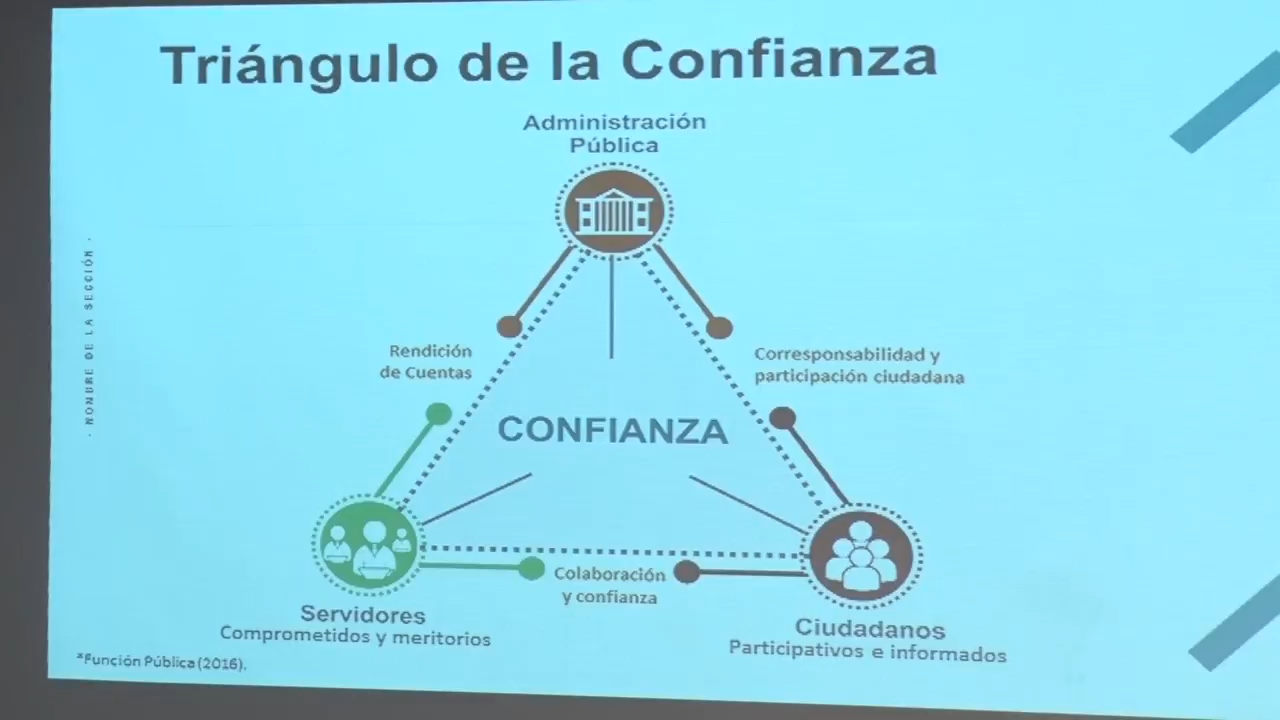 Triángulo de la Confianza
Administración
Pública
· NOMBRE DE LA SECCIÓN ·
Rendición
de Cuentas
Corresponsabilidad y
participación ciudadana
CONFIANZA
Colaboración
y confianza
Servidores
Comprometidos y meritorios
Ciudadanos
Participativos e informados
*Función Pública (2016).